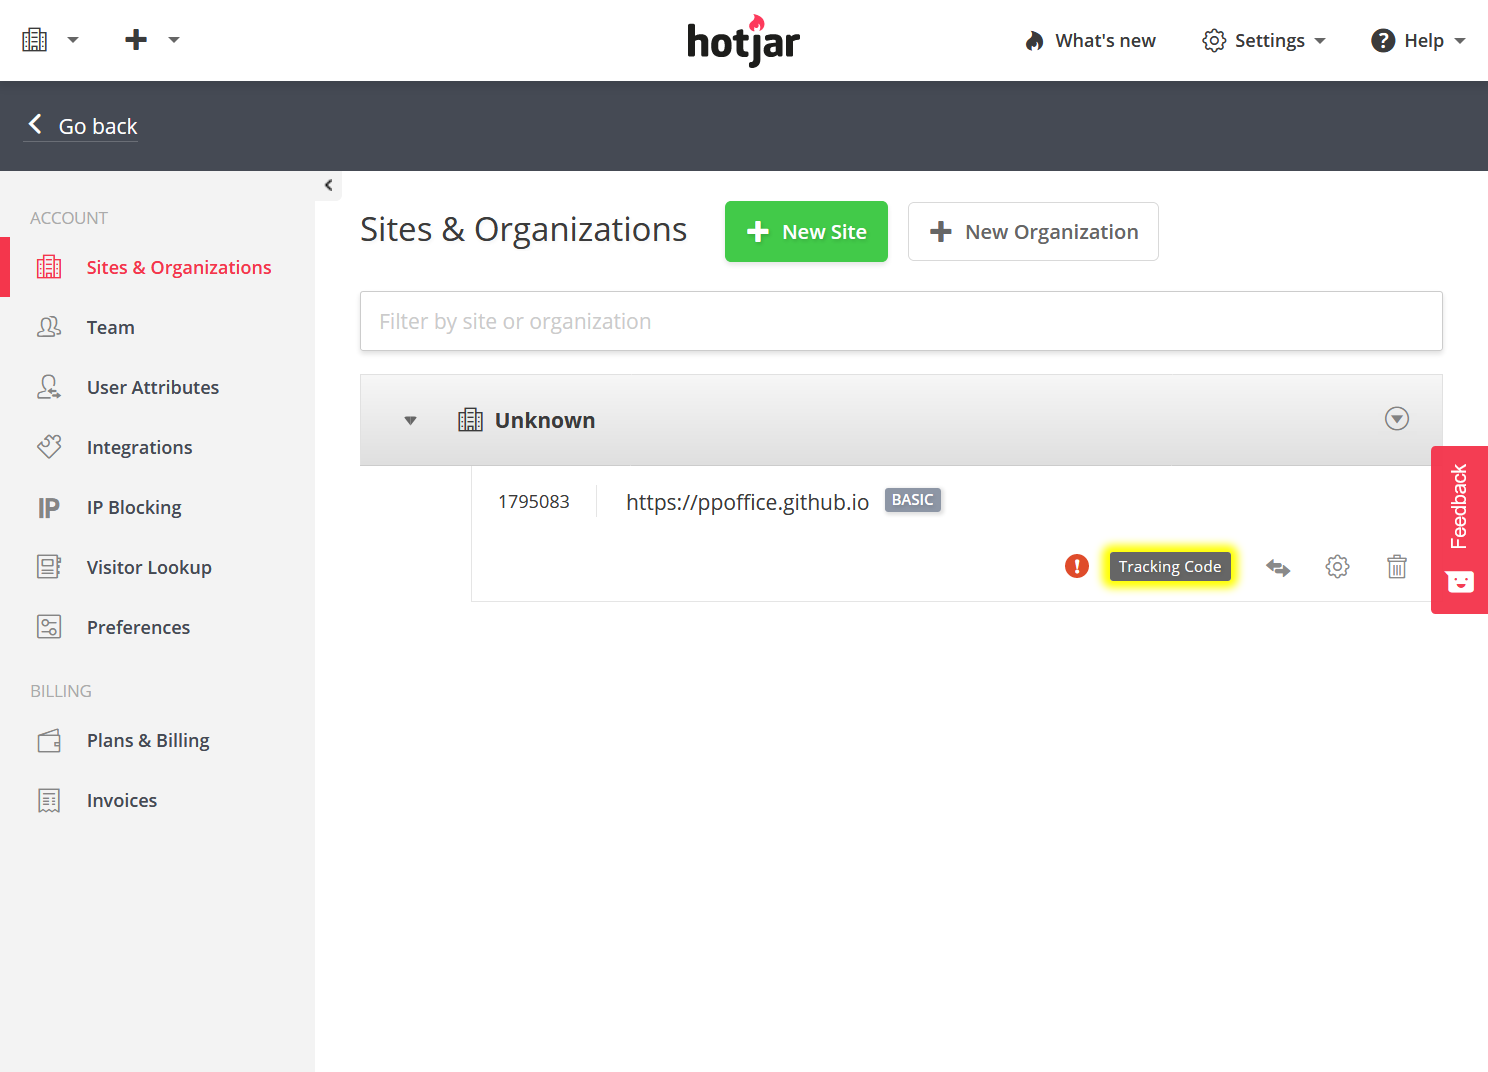 hotjar
What's new
Settings
? Help
Go back
ACCOUNT
Sites & Organizations
Team
User Attributes
Integrations
IP IP Blocking
Visitor Lookup
Preferences
BILLING
Plans & Billing
Invoices
Sites & Organizations
New Site
New Organization
Filter by site or organization
Unknown
1795083
https://ppoffice.github.io BASIC
! Tracking Code
Feedback